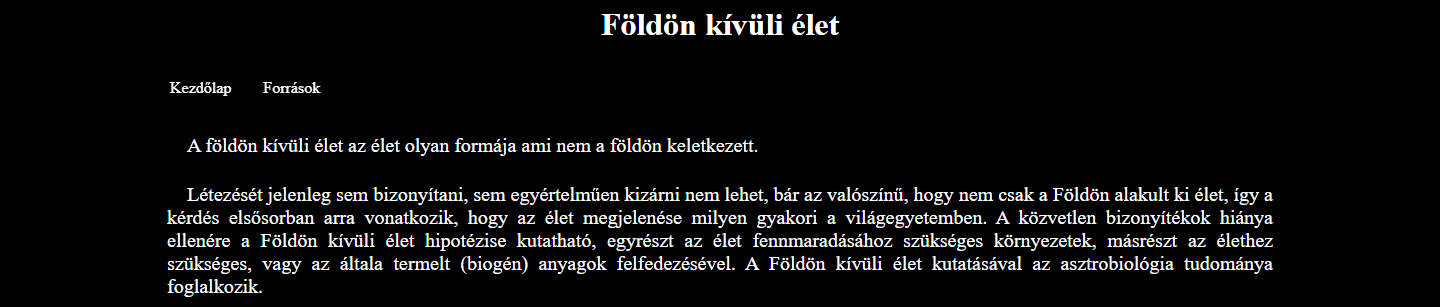 Földön kívüli élet
Kezdőlap Források
A földön kívüli élet az élet olyan formája ami nem a földön keletkezett.
Létezését jelenleg sem bizonyítani, sem egyértelműen kizárni nem lehet, bár az valószínű, hogy nem csak a Földön alakult ki élet, így a
kérdés elsősorban arra vonatkozik, hogy az élet megjelenése milyen gyakori a világegyetemben. A közvetlen bizonyítékok hiánya
ellenére a Földön kívüli élet hipotézise kutatható, egyrészt az élet fennmaradásához szükséges környezetek, másrészt az élethez
szükséges, vagy az általa termelt (biogén) anyagok felfedezésével. A Földön kívüli élet kutatásával az asztrobiológia tudománya
foglalkozik.